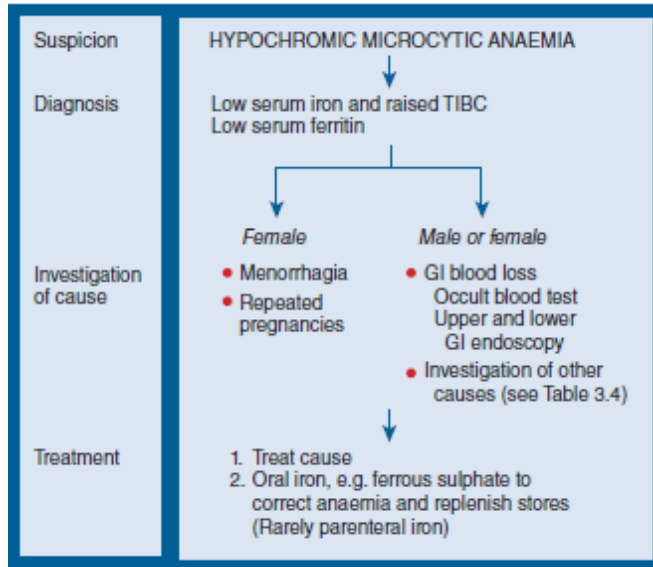 Suspicion
HYPOCHROMIC MICROCYTIC ANAEMIA
Diagnosis
Low serum iron and raised TIBC
Low serum ferritin
Female
Male or female
Investigation
of cause
• Menorrhagia
• Repeated
pregnancies
• GI blood loss
Occult blood test
Upper and lower
GI endoscopy
• Investigation of other
causes (see Table 3.4)
Treatment
1. Treat cause
2. Oral iron, e.g. ferrous sulphate to
correct anaemia and replenish stores
(Rarely parenteral iron)